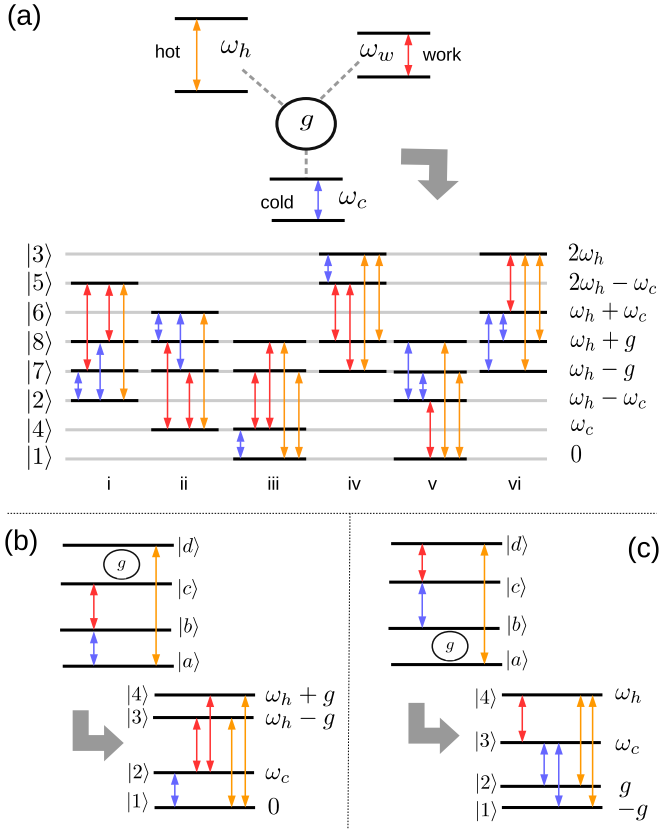 (a)
hot
ωh
ωw
work
g
cold
ωc
|3⟩ 2ωh
|5⟩ 2ωh − ωc
|6⟩ ωh + ωc
|8⟩ ωh + g
|7⟩ ωh − g
|2⟩ ωh − ωc
|4⟩ ωc
|1⟩ 0
i ii iii iv v vi
(b)
|d⟩
g
|c⟩
|b⟩
|a⟩
|4⟩ ωh + g
|3⟩ ωh − g
|2⟩ ωc
|1⟩ 0
(c)
|d⟩
|c⟩
|b⟩
g
|a⟩
|4⟩ ωh
|3⟩ ωc
|2⟩ g
|1⟩ −g